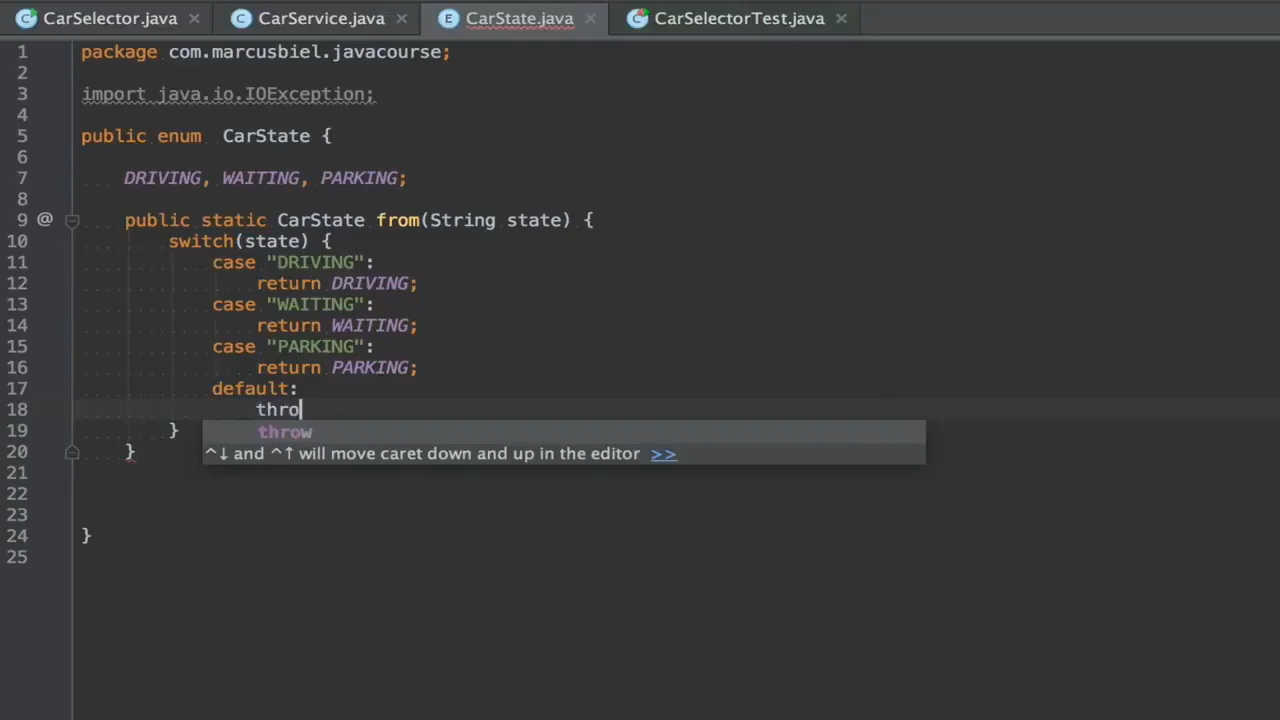 CarSelector.java CarService.java CarState.java CarSelectorTest.java
1 package com.marcusbiel.javacourse;
2
3 import java.io.IOException;
4
5 public enum CarState {
6
7 DRIVING, WAITING, PARKING;
8
9 @ public static CarState from(String state) {
10 switch(state) {
11 case "DRIVING":
12 return DRIVING;
13 case "WAITING":
14 return WAITING;
15 case "PARKING":
16 return PARKING;
17 default:
18 thro
19 }
throw
20 }
^↓ and ^↑ will move caret down and up in the editor >>
21
22
23
24 }
25